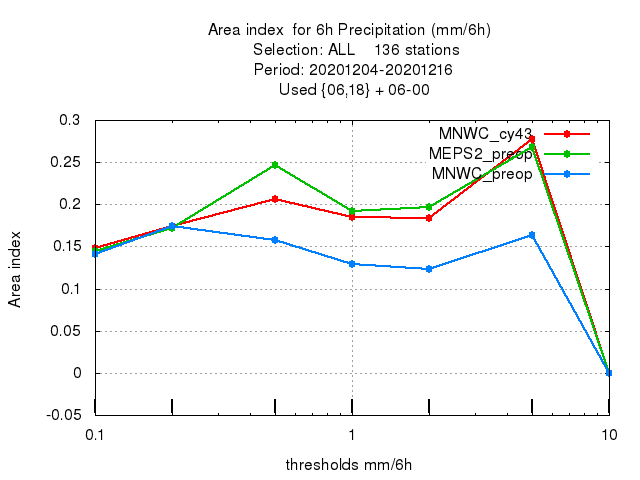 Area index  for 6h Precipitation (mm/6h)
Selection: ALL    136 stations
Period: 20201204-20201216
Used {06,18} + 06-00
0.3
MNWC_cy43
MEPS2_preop
0.25
MNWC_preop
0.2
0.15
Area index
0.1
0.05
0
-0.05
0.1 1 10
thresholds mm/6h